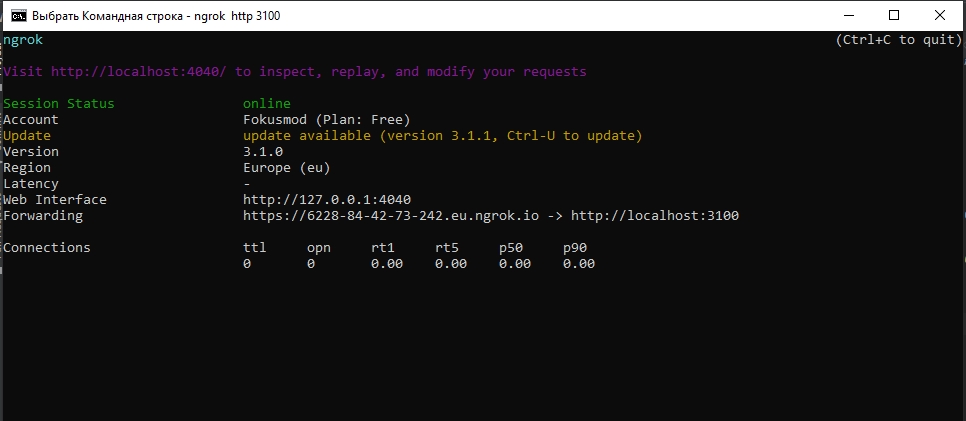 Выбрать Командная строка - ngrok http 3100
ngrok (Ctrl+C to quit)
Visit http://localhost:4040/ to inspect, replay, and modify your requests
Session Status online
Account Fokusmod (Plan: Free)
Update update available (version 3.1.1, Ctrl-U to update)
Version 3.1.0
Region Europe (eu)
Latency -
Web Interface http://127.0.0.1:4040
Forwarding https://6228-84-42-73-242.eu.ngrok.io -> http://localhost:3100
Connections ttl opn rt1 rt5 p50 p90
0 0 0.00 0.00 0.00 0.00